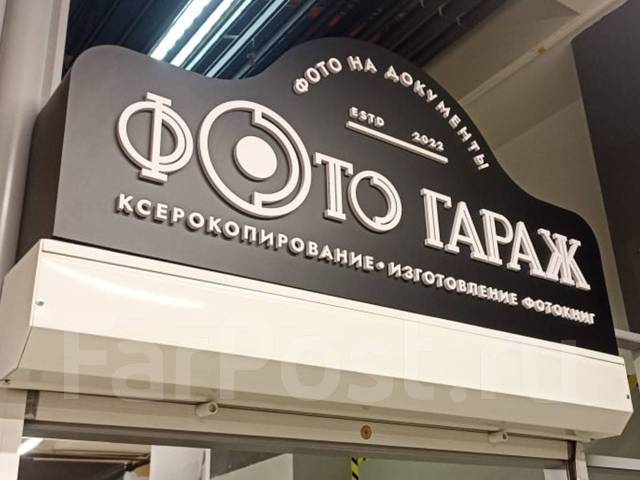 ФОТО НА ДОКУМЕНТЫ
ESTD 2022
ФОТО ГАРАЖ
КСЕРОКОПИРОВАНИЕ • ИЗГОТОВЛЕНИЕ ФОТОКНИГ
FarPost.ru